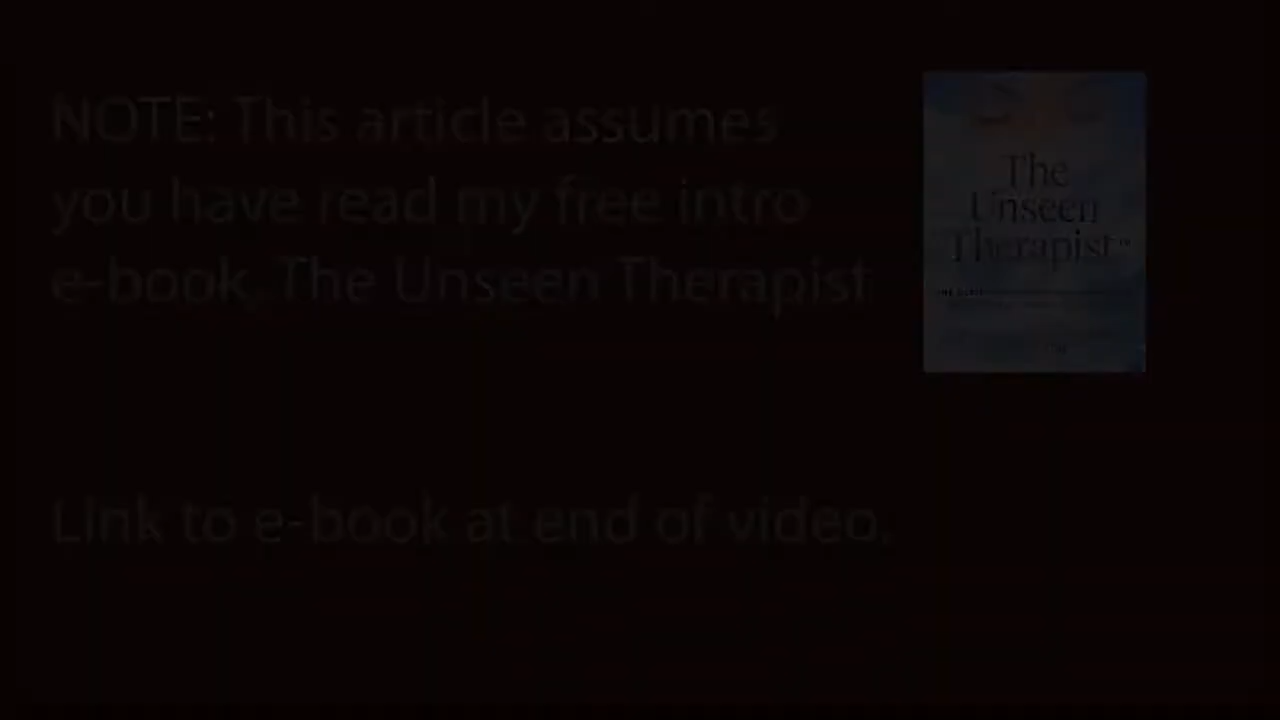 NOTE: This article assumes
you have read my free intro
e-book, The Unseen Therapist
The
Unseen
Therapist™
Link to e-book at end of video.